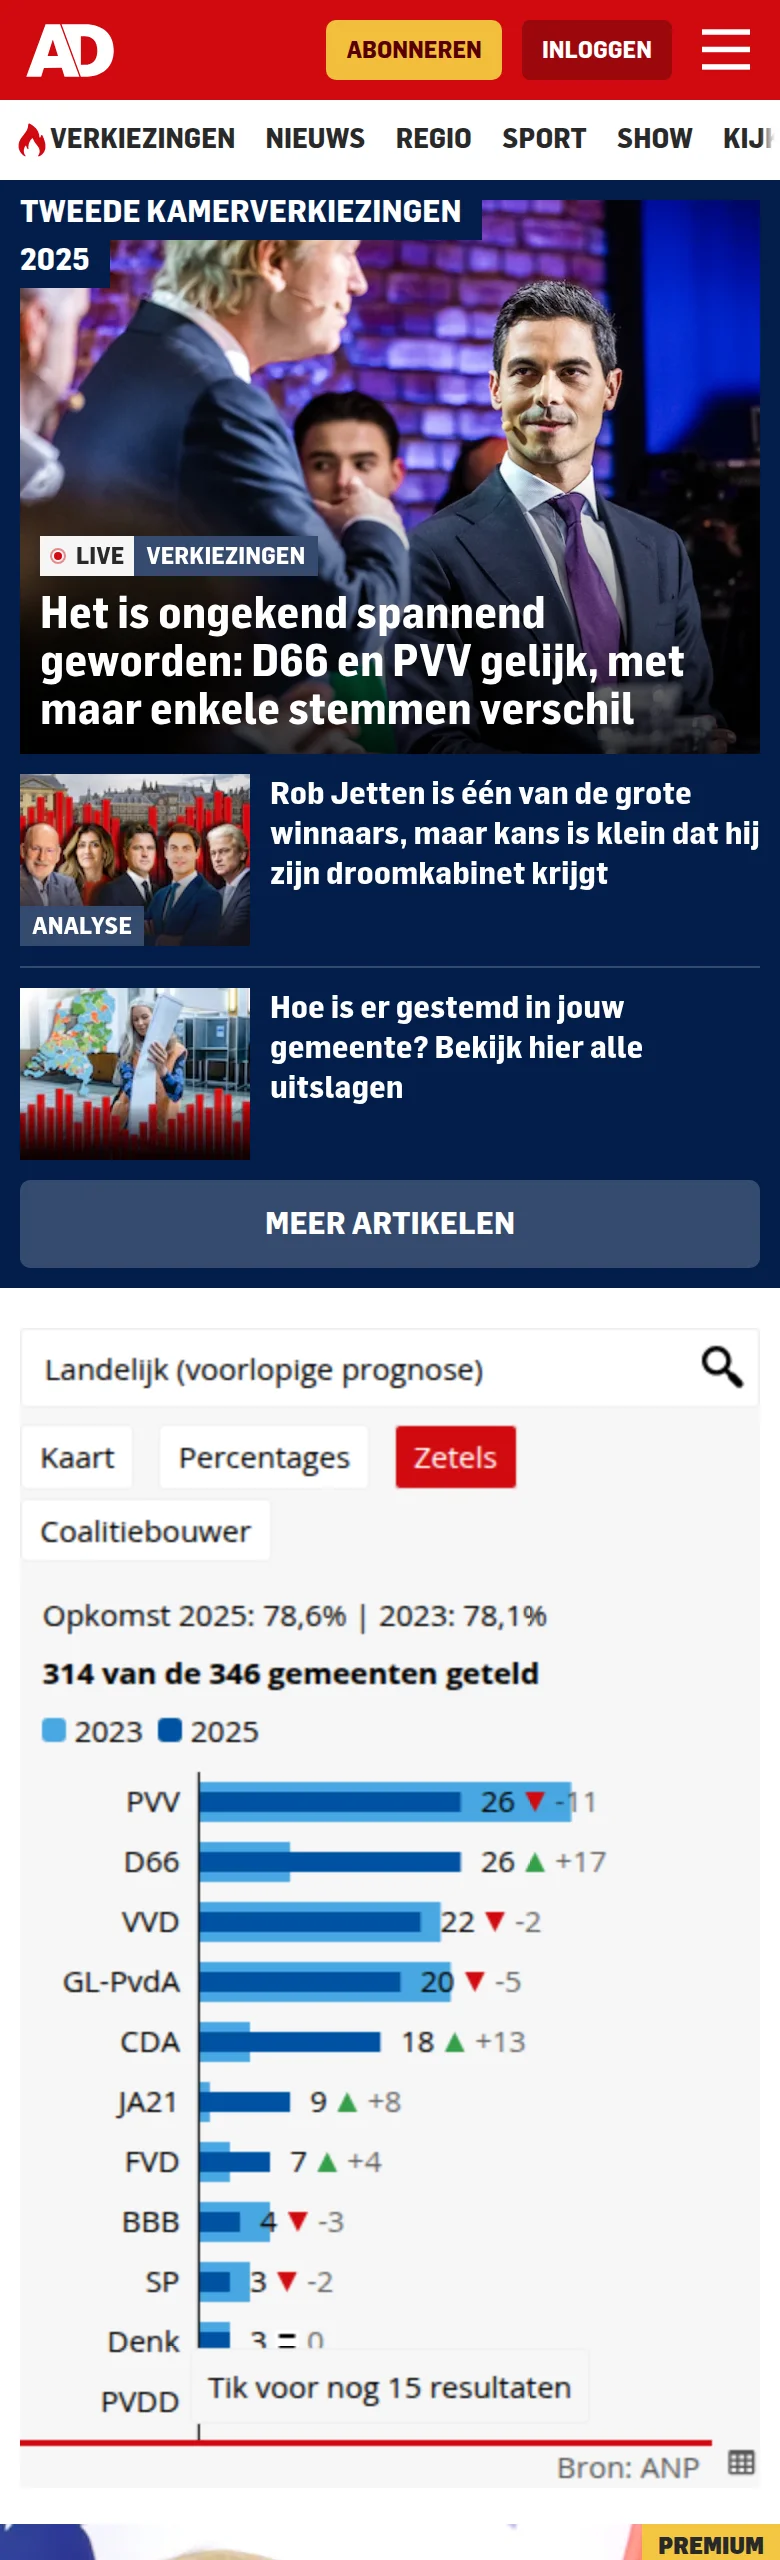 AD
ABONNEREN
INLOGGEN
VERKIEZINGEN NIEUWS REGIO SPORT SHOW KIJK
TWEEDE KAMERVERKIEZINGEN
2025
LIVE VERKIEZINGEN
Het is ongekend spannend
geworden: D66 en PVV gelijk, met
maar enkele stemmen verschil
ANALYSE
Rob Jetten is één van de grote
winnaars, maar kans is klein dat hij
zijn droomkabinet krijgt
Hoe is er gestemd in jouw
gemeente? Bekijk hier alle
uitslagen
MEER ARTIKELEN
Landelijk (voorlopige prognose)
Kaart Percentages Zetels
Coalitiebouwer
Opkomst 2025: 78,6% | 2023: 78,1%
314 van de 346 gemeenten geteld
2023 2025
PVV 26 ▼ -11
D66 26 ▲ +17
VVD 22 ▼ -2
GL-PvdA 20 ▼ -5
CDA 18 ▲ +13
JA21 9 ▲ +8
FVD 7 ▲ +4
BBB 4 ▼ -3
SP 3 ▼ -2
Denk 3 = 0
PVDD
Tik voor nog 15 resultaten
Bron: ANP
PREMIUM